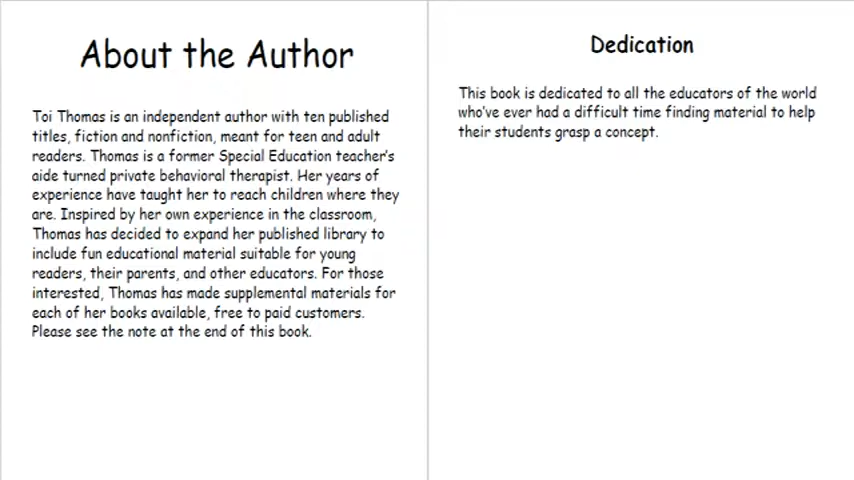 About the Author
Toi Thomas is an independent author with ten published
titles, fiction and nonfiction, meant for teen and adult
readers. Thomas is a former Special Education teacher's
aide turned private behavioral therapist. Her years of
experience have taught her to reach children where they
are. Inspired by her own experience in the classroom,
Thomas has decided to expand her published library to
include fun educational material suitable for young
readers, their parents, and other educators. For those
interested, Thomas has made supplemental materials for
each of her books available, free to paid customers.
Please see the note at the end of this book.
Dedication
This book is dedicated to all the educators of the world
who've ever had a difficult time finding material to help
their students grasp a concept.